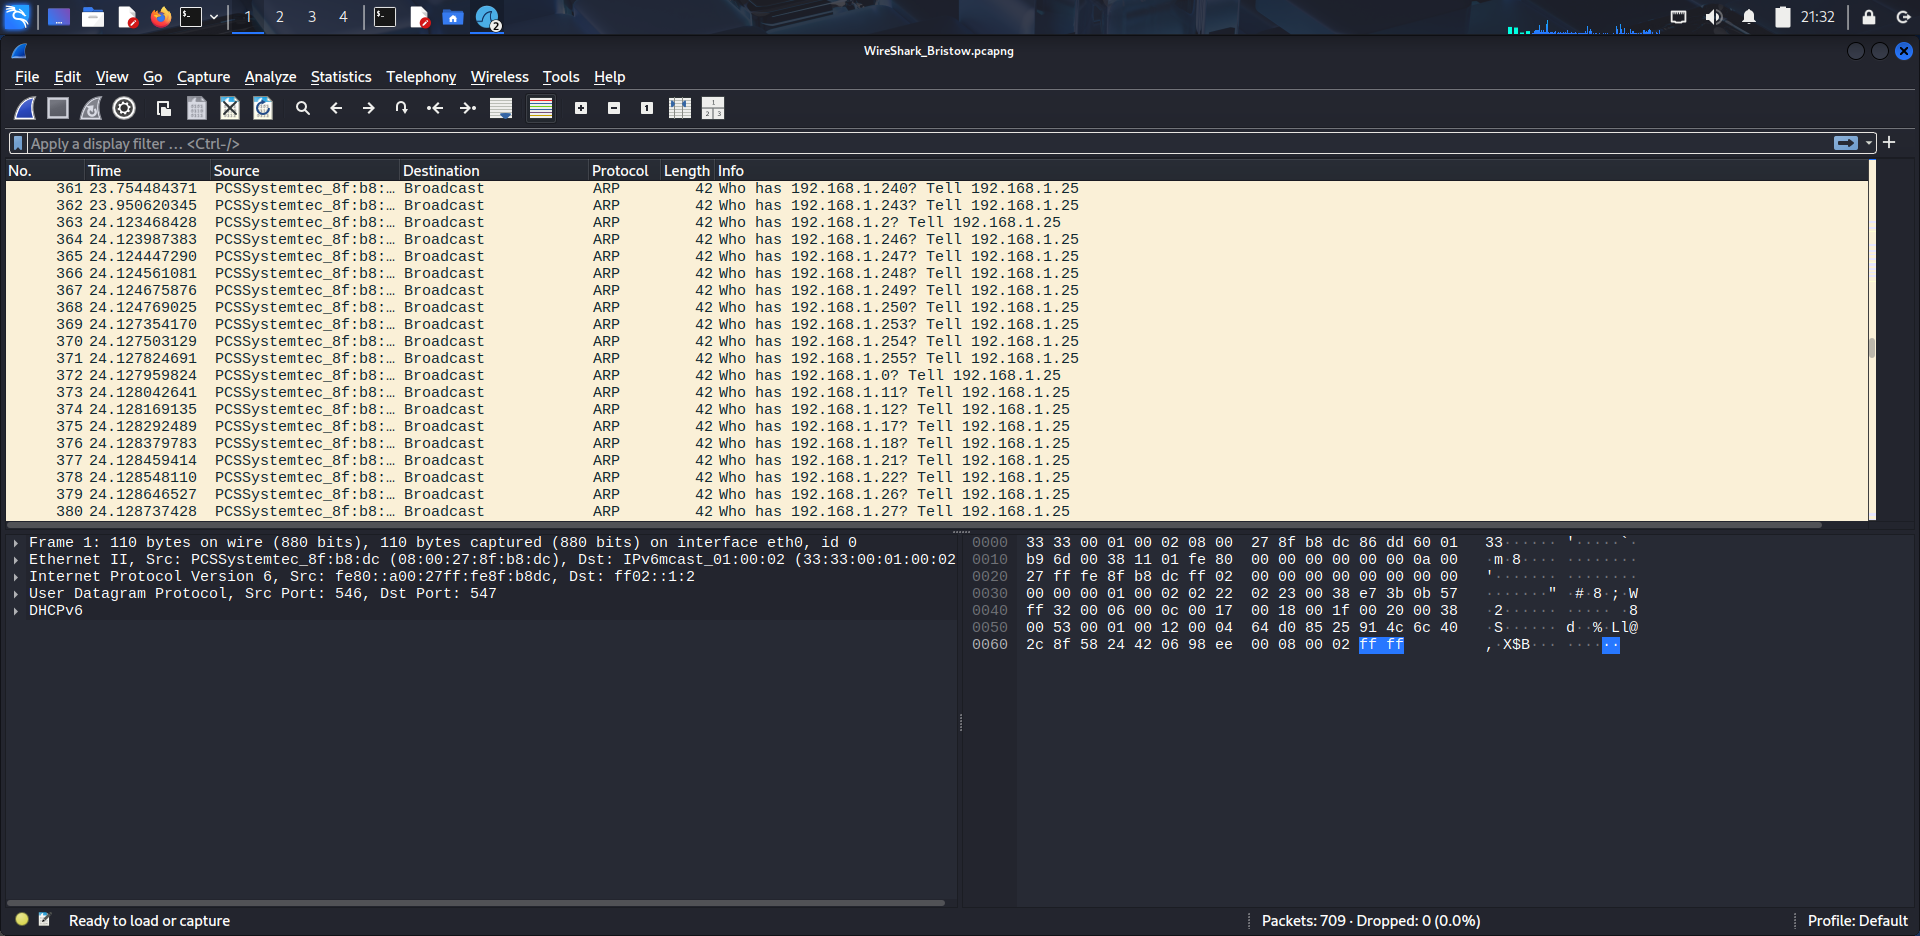 1 2 3 4 2 21:32
WireShark_Bristow.pcapng
File Edit View Go Capture Analyze Statistics Telephony Wireless Tools Help
Apply a display filter … <Ctrl-/>
No. Time Source Destination Protocol Length Info
361 23.754484371 PCSSystemtec_8f:b8:… Broadcast ARP 42 Who has 192.168.1.240? Tell 192.168.1.25
362 23.950620345 PCSSystemtec_8f:b8:… Broadcast ARP 42 Who has 192.168.1.243? Tell 192.168.1.25
363 24.123468428 PCSSystemtec_8f:b8:… Broadcast ARP 42 Who has 192.168.1.2? Tell 192.168.1.25
364 24.123987383 PCSSystemtec_8f:b8:… Broadcast ARP 42 Who has 192.168.1.246? Tell 192.168.1.25
365 24.124447290 PCSSystemtec_8f:b8:… Broadcast ARP 42 Who has 192.168.1.247? Tell 192.168.1.25
366 24.124561081 PCSSystemtec_8f:b8:… Broadcast ARP 42 Who has 192.168.1.248? Tell 192.168.1.25
367 24.124675876 PCSSystemtec_8f:b8:… Broadcast ARP 42 Who has 192.168.1.249? Tell 192.168.1.25
368 24.124769025 PCSSystemtec_8f:b8:… Broadcast ARP 42 Who has 192.168.1.250? Tell 192.168.1.25
369 24.127354170 PCSSystemtec_8f:b8:… Broadcast ARP 42 Who has 192.168.1.253? Tell 192.168.1.25
370 24.127503129 PCSSystemtec_8f:b8:… Broadcast ARP 42 Who has 192.168.1.254? Tell 192.168.1.25
371 24.127824691 PCSSystemtec_8f:b8:… Broadcast ARP 42 Who has 192.168.1.255? Tell 192.168.1.25
372 24.127959824 PCSSystemtec_8f:b8:… Broadcast ARP 42 Who has 192.168.1.0? Tell 192.168.1.25
373 24.128042641 PCSSystemtec_8f:b8:… Broadcast ARP 42 Who has 192.168.1.11? Tell 192.168.1.25
374 24.128169135 PCSSystemtec_8f:b8:… Broadcast ARP 42 Who has 192.168.1.12? Tell 192.168.1.25
375 24.128292489 PCSSystemtec_8f:b8:… Broadcast ARP 42 Who has 192.168.1.17? Tell 192.168.1.25
376 24.128379783 PCSSystemtec_8f:b8:… Broadcast ARP 42 Who has 192.168.1.18? Tell 192.168.1.25
377 24.128459414 PCSSystemtec_8f:b8:… Broadcast ARP 42 Who has 192.168.1.21? Tell 192.168.1.25
378 24.128548110 PCSSystemtec_8f:b8:… Broadcast ARP 42 Who has 192.168.1.22? Tell 192.168.1.25
379 24.128646527 PCSSystemtec_8f:b8:… Broadcast ARP 42 Who has 192.168.1.26? Tell 192.168.1.25
380 24.128737428 PCSSystemtec_8f:b8:… Broadcast ARP 42 Who has 192.168.1.27? Tell 192.168.1.25
Frame 1: 110 bytes on wire (880 bits), 110 bytes captured (880 bits) on interface eth0, id 0
Ethernet II, Src: PCSSystemtec_8f:b8:dc (08:00:27:8f:b8:dc), Dst: IPv6mcast_01:00:02 (33:33:00:01:00:02
Internet Protocol Version 6, Src: fe80::a00:27ff:fe8f:b8dc, Dst: ff02::1:2
User Datagram Protocol, Src Port: 546, Dst Port: 547
DHCPv6
0000 33 33 00 01 00 02 08 00 27 8f b8 dc 86 dd 60 01 33······ '·····`·
0010 b9 6d 00 38 11 01 fe 80 00 00 00 00 00 00 0a 00 ·m·8···· ········
0020 27 ff fe 8f b8 dc ff 02 00 00 00 00 00 00 00 00 '······· ········
0030 00 00 00 01 00 02 02 22 02 23 00 38 e7 3b 0b 57 ·······" ·#·8·;·W
0040 ff 32 00 06 00 0c 00 17 00 18 00 1f 00 20 00 38 ·2······ ····· ·8
0050 00 53 00 01 00 12 00 04 64 d0 85 25 91 4c 6c 40 ·S······ d··%·Ll@
0060 2c 8f 58 24 42 06 98 ee 00 08 00 02 ff ff ,·X$B··· ······
Ready to load or capture
Packets: 709 · Dropped: 0 (0.0%)
Profile: Default